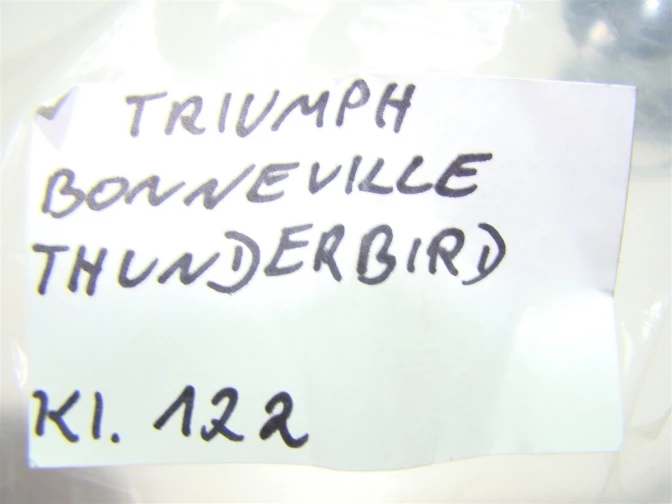 TRIUMPH
BONNEVILLE
THUNDERBIRD
Kl. 122